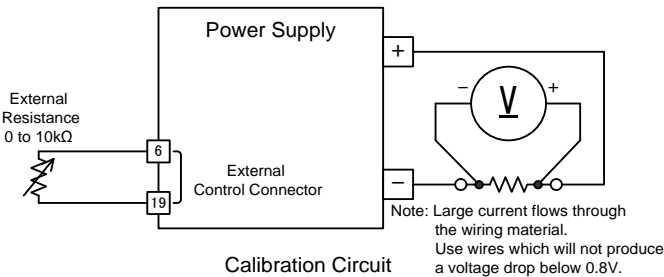 Power Supply
+
External
Resistance
0 to 10kΩ
6
19
External
Control Connector
−
− V +
Note: Large current flows through
the wiring material.
Use wires which will not produce
a voltage drop below 0.8V.
Calibration Circuit